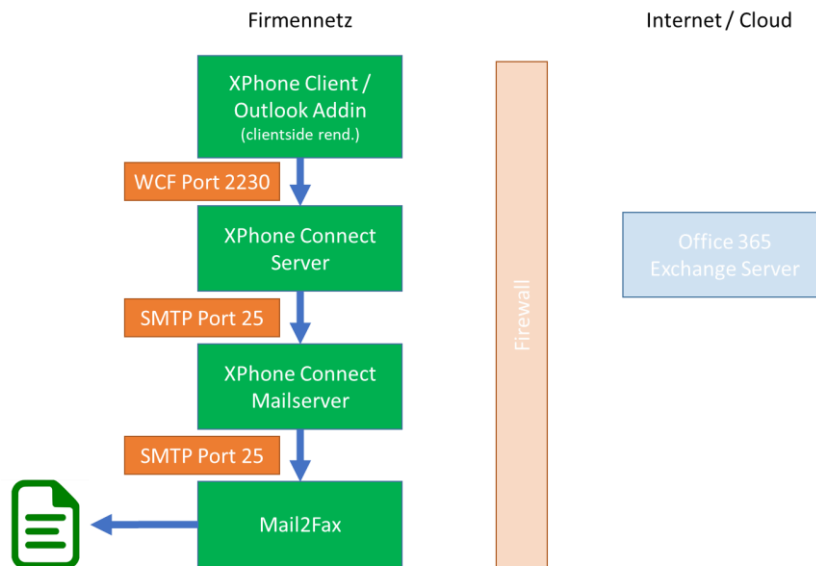 Firmennetz
Internet / Cloud
XPhone Client /
Outlook Addin
(clientside rend.)
WCF Port 2230
XPhone Connect
Server
Office 365
Exchange Server
SMTP Port 25
Firewall
XPhone Connect
Mailserver
SMTP Port 25
Mail2Fax